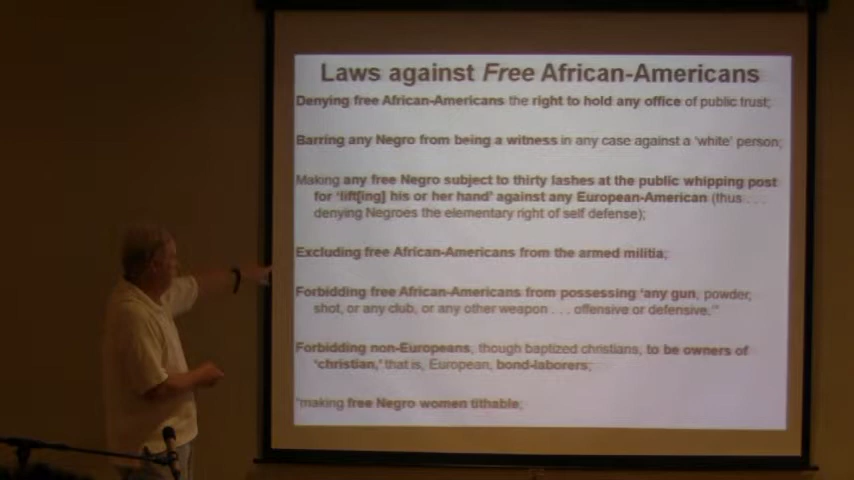 Laws against Free African-Americans
Denying free African-Americans the right to hold any office of public trust;
Barring any Negro from being a witness in any case against a 'white' person;
Making any free Negro subject to thirty lashes at the public whipping post
for 'lift[ing] his or her hand' against any European-American (thus . . .
denying Negroes the elementary right of self defense);
Excluding free African-Americans from the armed militia;
Forbidding free African-Americans from possessing 'any gun, powder,
shot, or any club, or any other weapon . . . offensive or defensive.'"
Forbidding non-Europeans, though baptized christians, to be owners of
'christian,' that is, European, bond-laborers;
'making free Negro women tithable;